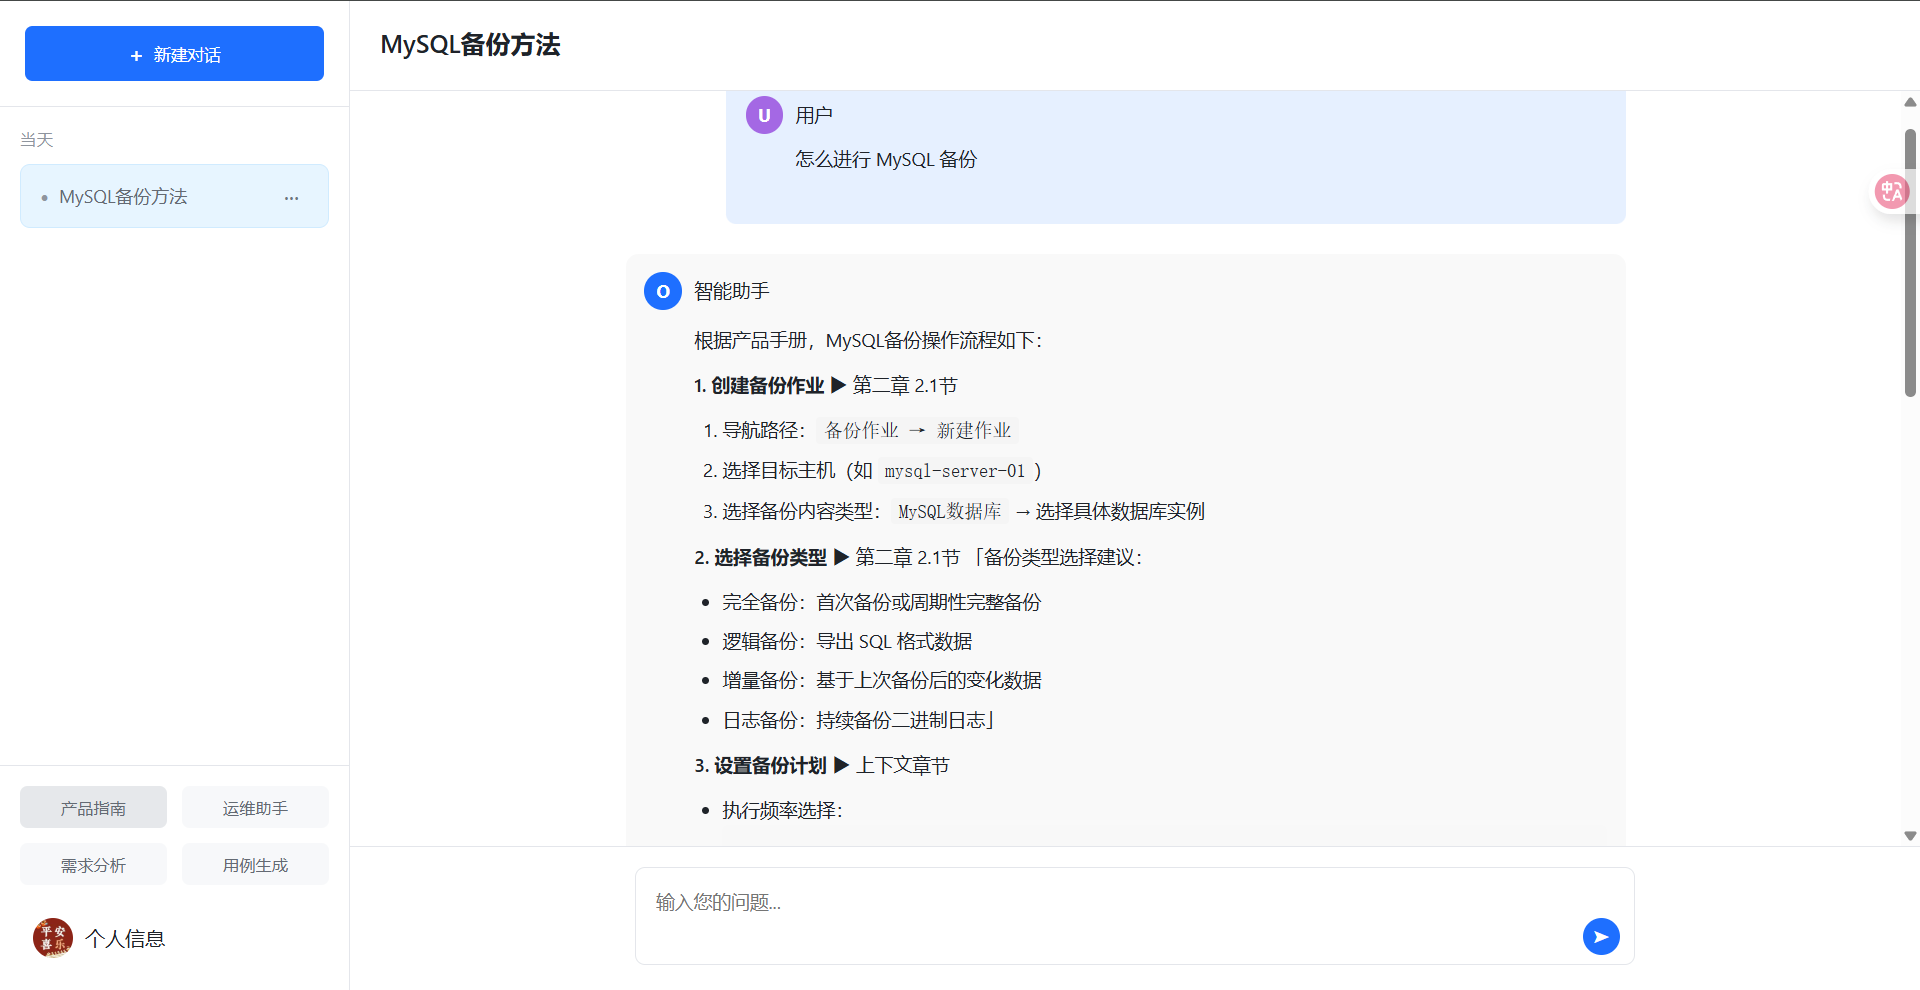 + 新建对话
当天
• MySQL备份方法 ...
产品指南
运维助手
需求分析
用例生成
平安
喜乐
个人信息
MySQL备份方法
U 用户
怎么进行 MySQL 备份
O 智能助手
根据产品手册，MySQL备份操作流程如下：
1. 创建备份作业 ▶ 第二章 2.1节
1. 导航路径： 备份作业 → 新建作业
2. 选择目标主机（如 mysql-server-01 ）
3. 选择备份内容类型： MySQL数据库 → 选择具体数据库实例
2. 选择备份类型 ▶ 第二章 2.1节 「备份类型选择建议：
• 完全备份：首次备份或周期性完整备份
• 逻辑备份：导出 SQL 格式数据
• 增量备份：基于上次备份后的变化数据
• 日志备份：持续备份二进制日志」
3. 设置备份计划 ▶ 上下文章节
• 执行频率选择：
输入您的问题...
中A